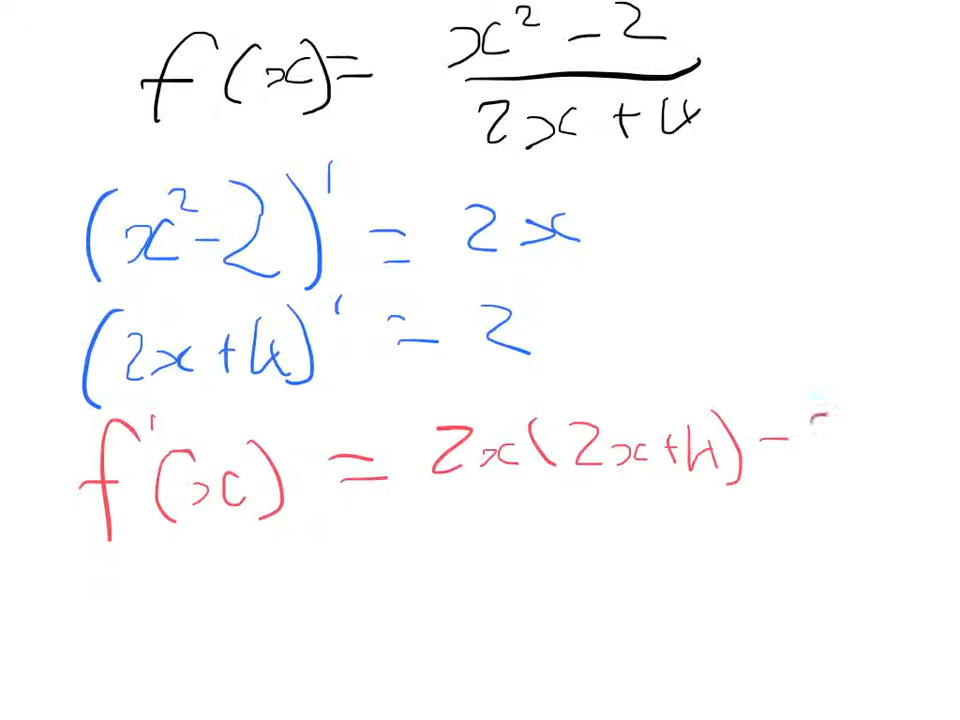 f(x) = x² - 2 / 2x + 4
(x² - 2)' = 2x
(2x + 4)' = 2
f'(x) = 2x(2x + 4) -